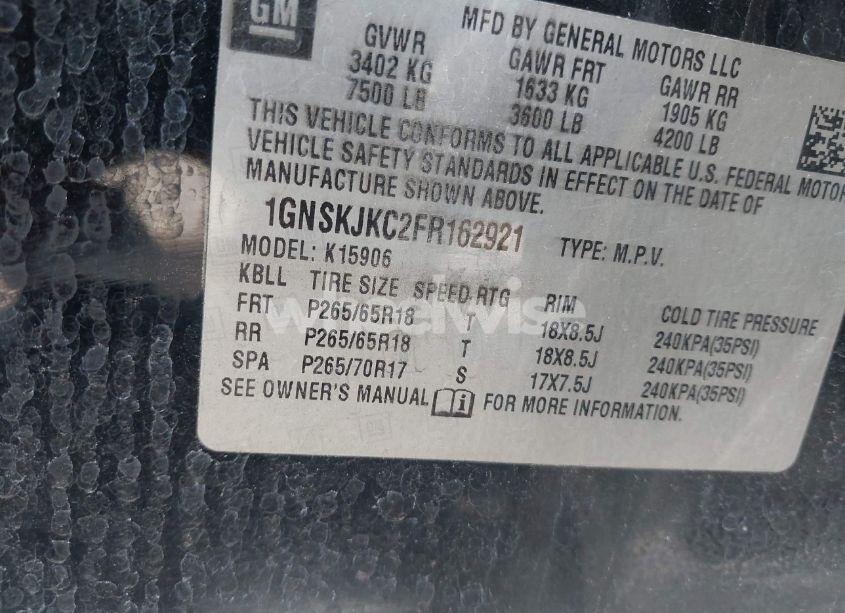 GM
MFD BY GENERAL MOTORS LLC
GVWR GAWR FRT GAWR RR
3402 KG 1633 KG 1905 KG
7500 LB 3600 LB 4200 LB
THIS VEHICLE CONFORMS TO ALL APPLICABLE U.S. FEDERAL MOTOR
VEHICLE SAFETY STANDARDS IN EFFECT ON THE DATE OF
MANUFACTURE SHOWN ABOVE.
1GNSKJKC2FR162921 TYPE: M.P.V.
MODEL: K15906
KBLL TIRE SIZE SPEED RTG RIM COLD TIRE PRESSURE
FRT P265/65R18 T 18X8.5J 240KPA(35PSI)
RR P265/65R18 T 18X8.5J 240KPA(35PSI)
SPA P265/70R17 S 17X7.5J 240KPA(35PSI)
SEE OWNER'S MANUAL FOR MORE INFORMATION.
wheelwise